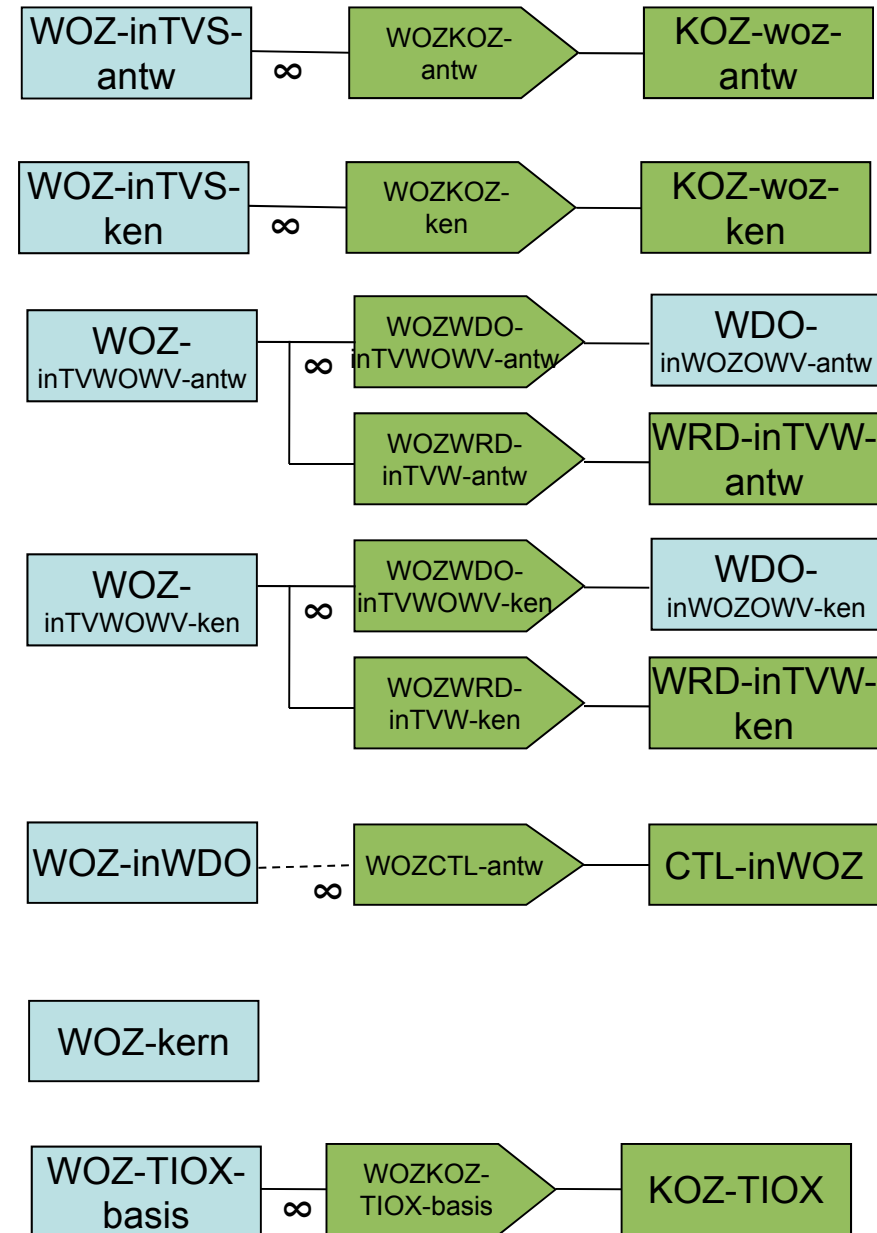 WOZ-inTVS-
antw
∞
WOZKOZ-
antw
KOZ-woz-
antw
WOZ-inTVS-
ken
∞
WOZKOZ-
ken
KOZ-woz-
ken
WOZ-
inTVWOWV-antw
∞
WOZWDO-
inTVWOWV-antw
WDO-
inWOZOWV-antw
WOZWRD-
inTVW-antw
WRD-inTVW-
antw
WOZ-
inTVWOWV-ken
∞
WOZWDO-
inTVWOWV-ken
WDO-
inWOZOWV-ken
WOZWRD-
inTVW-ken
WRD-inTVW-
ken
WOZ-inWDO
∞
WOZCTL-antw
CTL-inWOZ
WOZ-kern
WOZ-TIOX-
basis
∞
WOZKOZ-
TIOX-basis
KOZ-TIOX